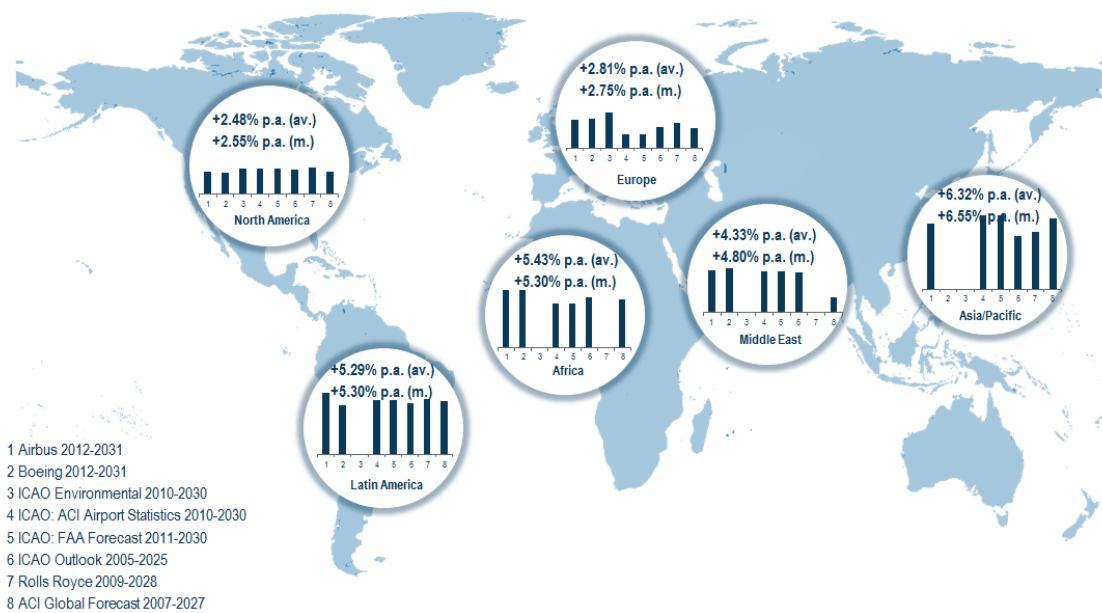 +2.48% p.a. (av.)
+2.55% p.a. (m.)
1 2 3 4 5 6 7 8
North America
+2.81% p.a. (av.)
+2.75% p.a. (m.)
1 2 3 4 5 6 7 8
Europe
+6.32% p.a. (av.)
+6.55% p.a. (m.)
1 2 3 4 5 6 7 8
Asia/Pacific
+4.33% p.a. (av.)
+4.80% p.a. (m.)
1 2 3 4 5 6 7 8
Middle East
+5.43% p.a. (av.)
+5.30% p.a. (m.)
1 2 3 4 5 6 7 8
Africa
+5.29% p.a. (av.)
+5.30% p.a. (m.)
1 2 3 4 5 6 7 8
Latin America
1 Airbus 2012-2031
2 Boeing 2012-2031
3 ICAO Environmental 2010-2030
4 ICAO: ACI Airport Statistics 2010-2030
5 ICAO: FAA Forecast 2011-2030
6 ICAO Outlook 2005-2025
7 Rolls Royce 2009-2028
8 ACI Global Forecast 2007-2027